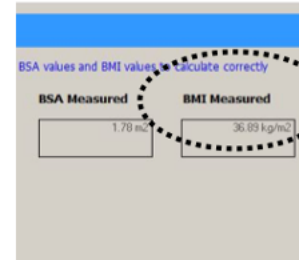 BSA values and BMI values to calculate correctly
BSA Measured BMI Measured
1.78 m2 36.89 kg/m2